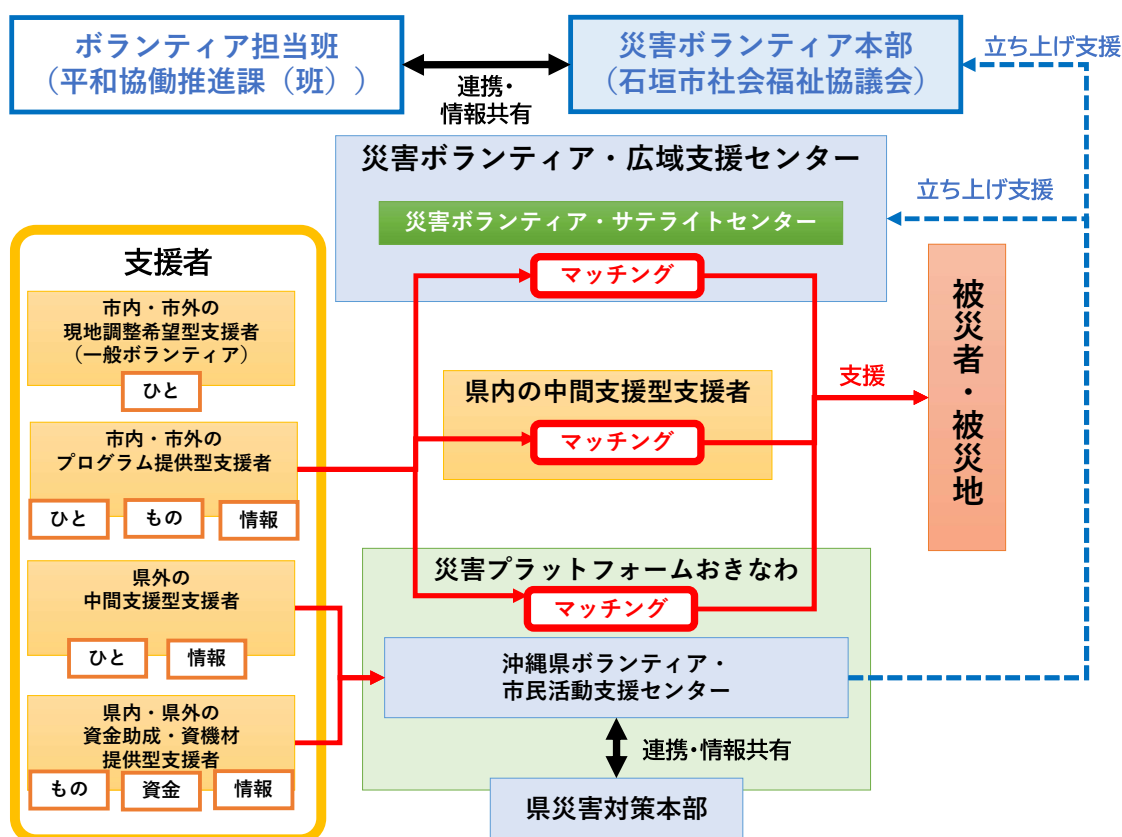 ボランティア担当班
（平和協働推進課（班））
連携・
情報共有
災害ボランティア本部
（石垣市社会福祉協議会）
立ち上げ支援
災害ボランティア・広域支援センター
災害ボランティア・サテライトセンター
マッチング
立ち上げ支援
支援者
市内・市外の
現地調整希望型支援者
（一般ボランティア）
ひと
市内・市外の
プログラム提供型支援者
ひと
もの
情報
県外の
中間支援型支援者
ひと
情報
県内・県外の
資金助成・資機材
提供型支援者
もの
資金
情報
県内の中間支援型支援者
マッチング
支援
被災者・被災地
災害プラットフォームおきなわ
マッチング
沖縄県ボランティア・
市民活動支援センター
連携・情報共有
県災害対策本部